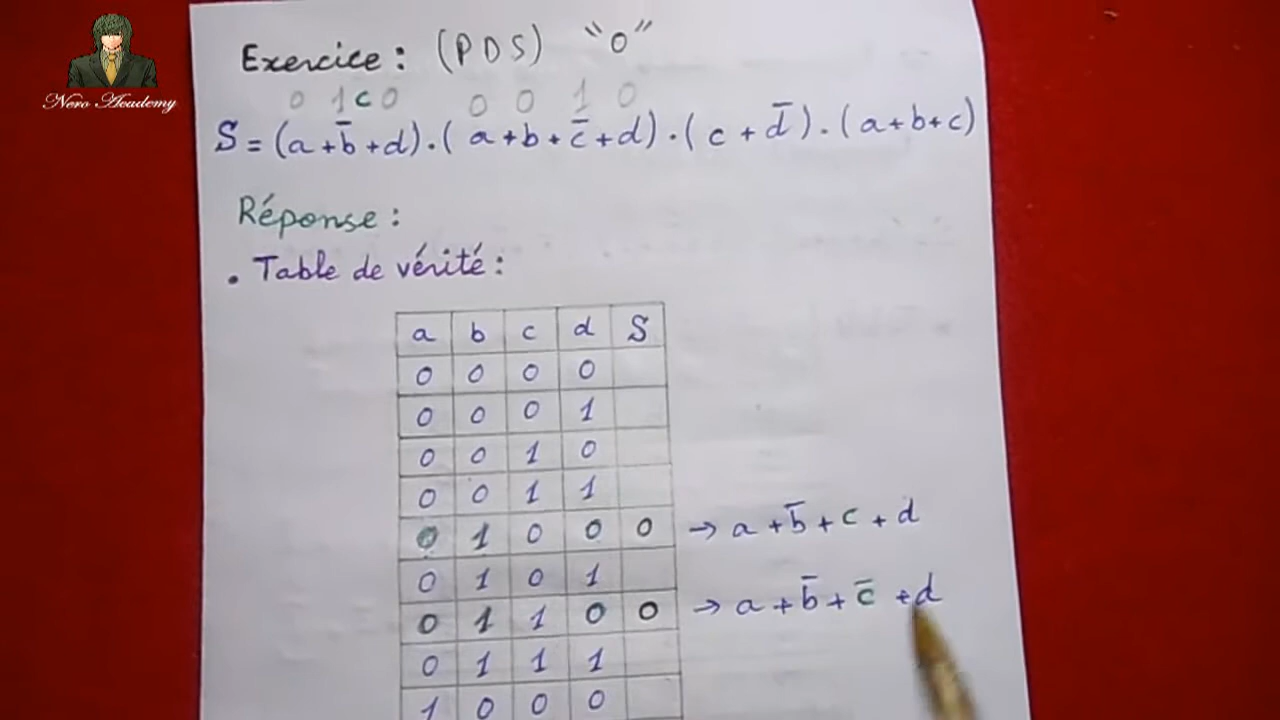 Nero Academy
Exercice : (PDS) "0"
0 1 c 0 0 0 1 0
S = (a + b̅ + d) . ( a + b + c̅ + d) . ( c + d̅ ) . ( a + b + c)
Réponse :
• Table de vérité :
a b c d S
0 0 0 0
0 0 0 1
0 0 1 0
0 0 1 1
0 1 0 0 0 → a + b̅ + c + d
0 1 0 1
0 1 1 0 0 → a + b̅ + c̅ + d
0 1 1 1
1 0 0 0